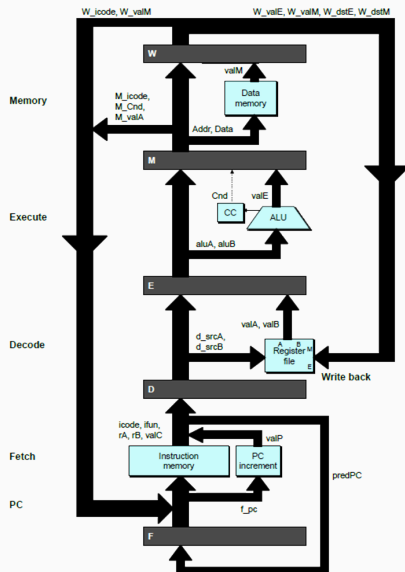 W_icode, W_valM
W_valE, W_valM, W_dstE, W_dstM
W
valM
Memory
M_icode,
M_Cnd,
M_valA
Data
memory
Addr, Data
M
Cnd
valE
Execute
CC
ALU
aluA, aluB
E
valA, valB
d_srcA,
d_srcB
A B
M
Register
file
E
Decode
Write back
D
icode, ifun,
rA, rB, valC
valP
Fetch
Instruction
memory
PC
increment
predPC
PC
f_pc
F